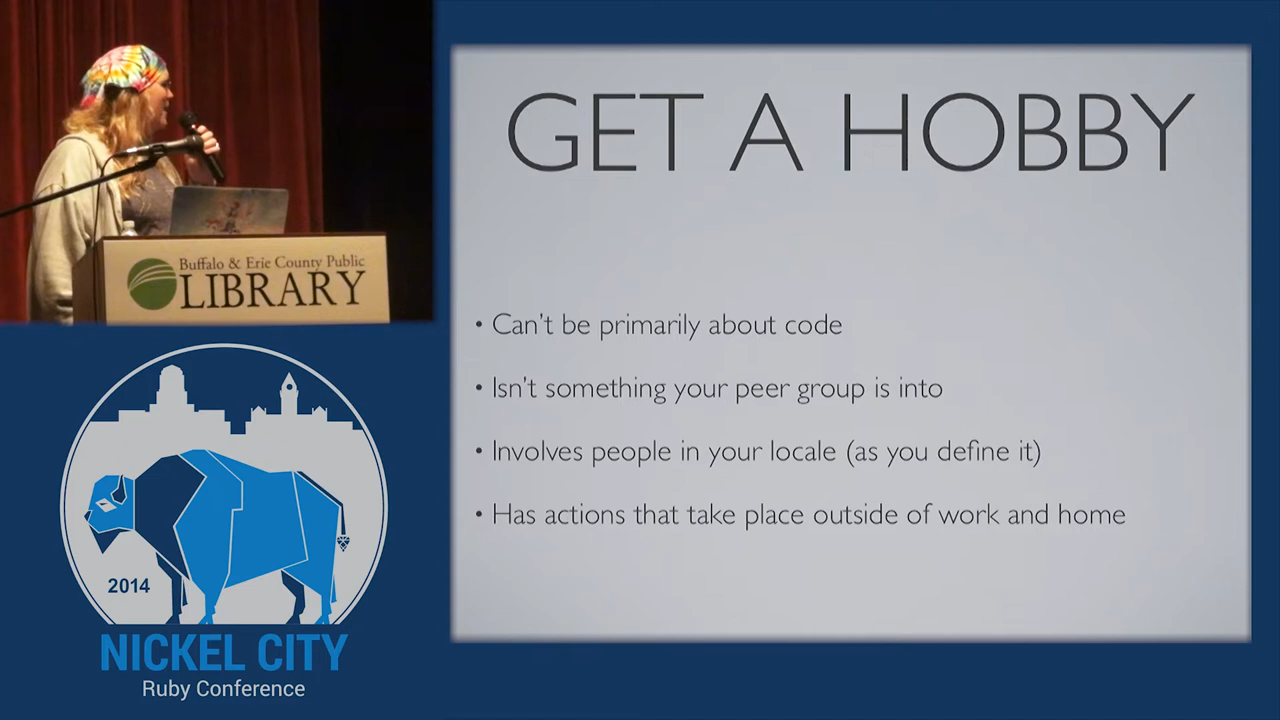 GET A HOBBY
• Can't be primarily about code
• Isn't something your peer group is into
• Involves people in your locale (as you define it)
• Has actions that take place outside of work and home
Buffalo & Erie County Public
LIBRARY
2014
NICKEL CITY
Ruby Conference